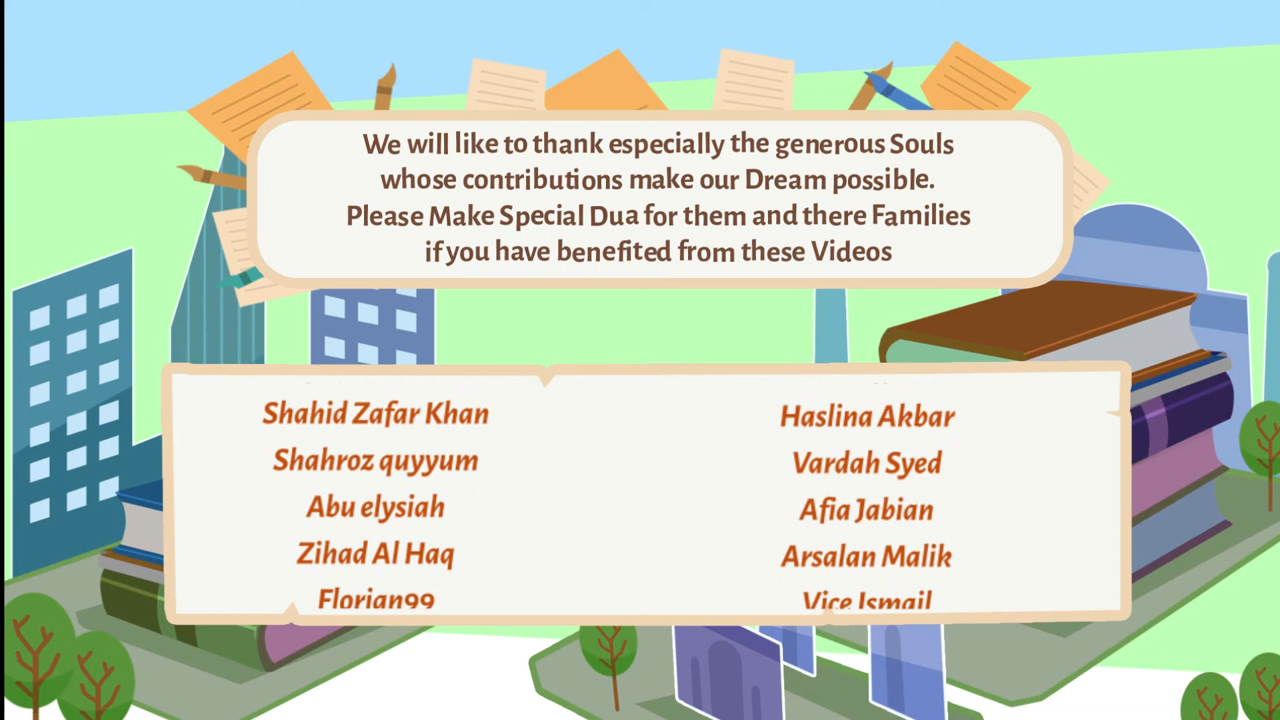 We will like to thank especially the generous Souls
whose contributions make our Dream possible.
Please Make Special Dua for them and there Families
if you have benefited from these Videos
Shahid Zafar Khan
Shahroz quyyum
Abu elysiah
Zihad Al Haq
Florian99
Haslina Akbar
Vardah Syed
Afia Jabian
Arsalan Malik
Vice Ismail